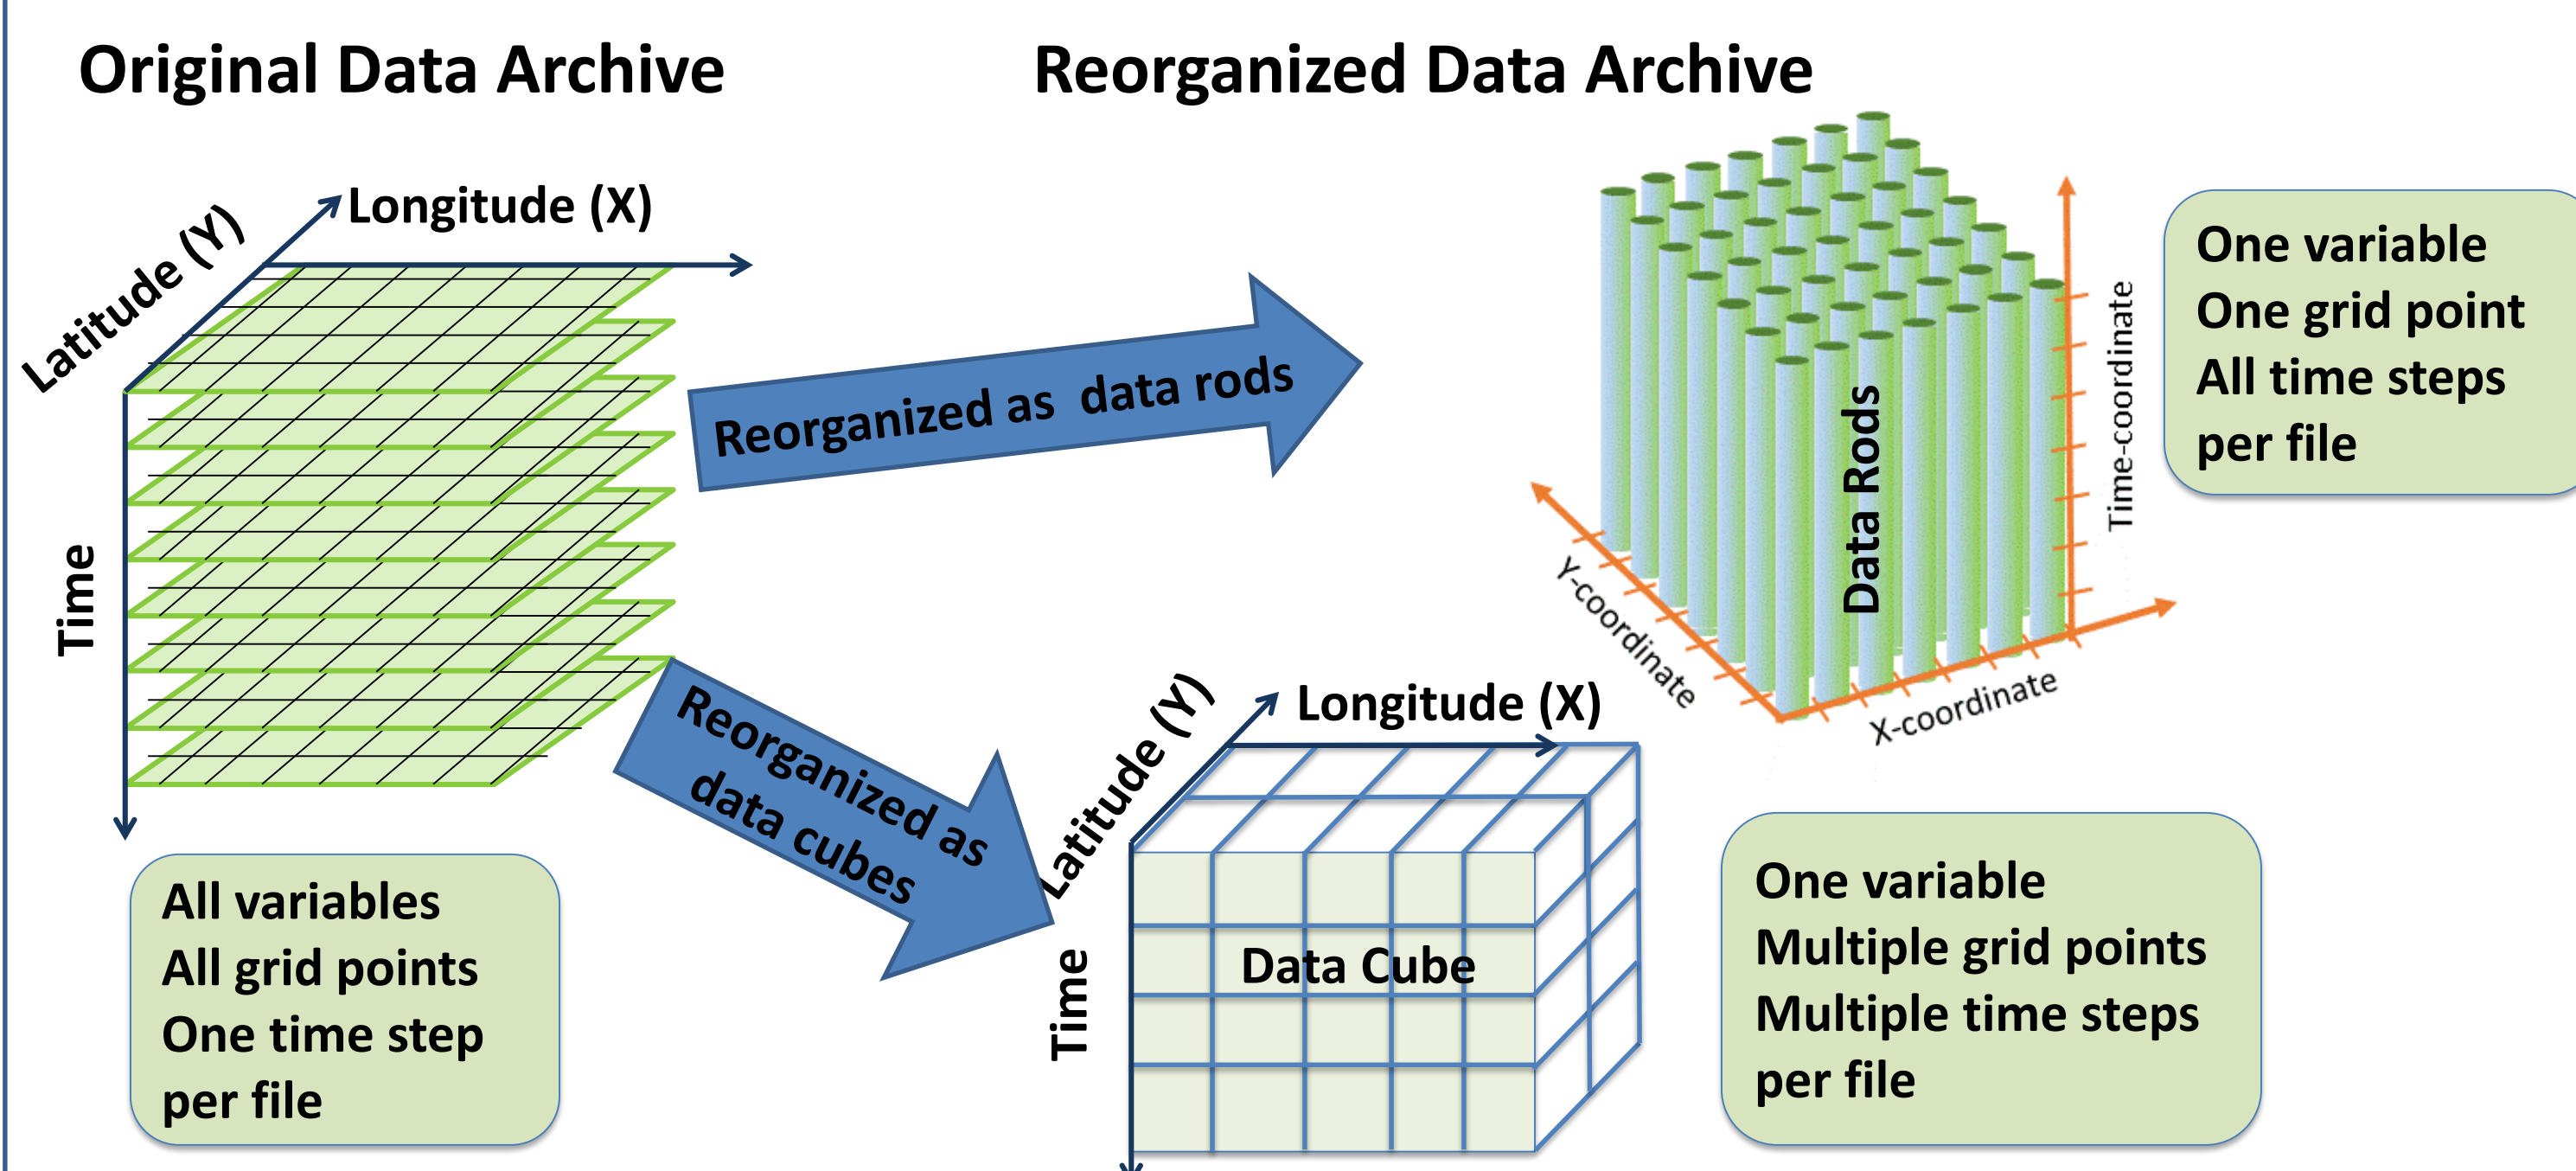 Original Data Archive
Reorganized Data Archive
Longitude (X)
Latitude (Y)
Time
All variables
All grid points
One time step
per file
Reorganized as data rods
Data Rods
Time-coordinate
Y-coordinate
X-coordinate
One variable
One grid point
All time steps
per file
Reorganized as
data cubes
Longitude (X)
Latitude (Y)
Time
Data Cube
One variable
Multiple grid points
Multiple time steps
per file